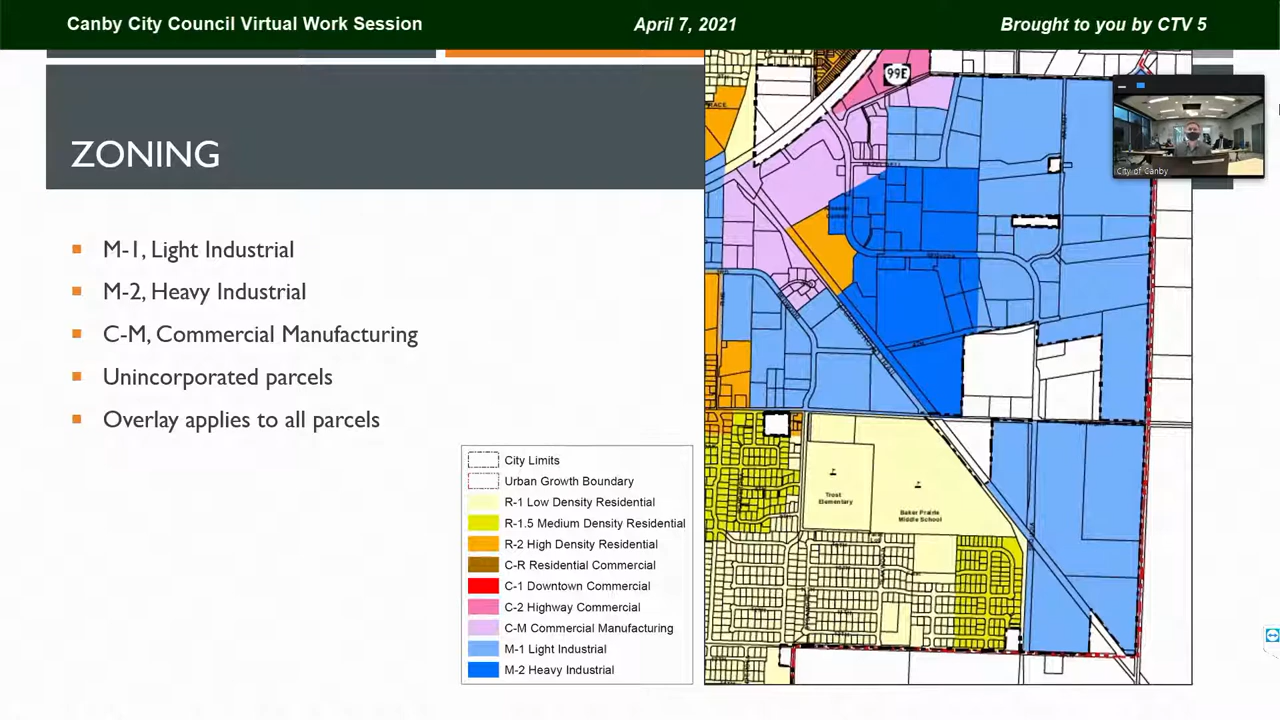 Canby City Council Virtual Work Session
April 7, 2021
Brought to you by CTV 5
99E
City of Canby
ZONING
M-1, Light Industrial
M-2, Heavy Industrial
C-M, Commercial Manufacturing
Unincorporated parcels
Overlay applies to all parcels
City Limits
Urban Growth Boundary
R-1 Low Density Residential
R-1.5 Medium Density Residential
R-2 High Density Residential
C-R Residential Commercial
C-1 Downtown Commercial
C-2 Highway Commercial
C-M Commercial Manufacturing
M-1 Light Industrial
M-2 Heavy Industrial
Trost
Elementary
Baker Prairie
Middle School